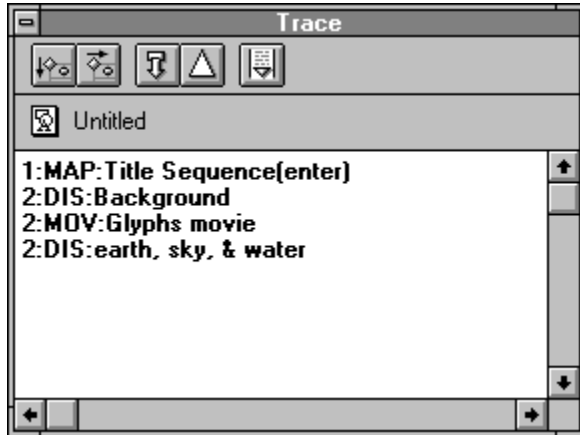 Trace
Untitled
1:MAP:Title Sequence(enter)
2:DIS:Background
2:MOV:Glyphs movie
2:DIS:earth, sky, & water